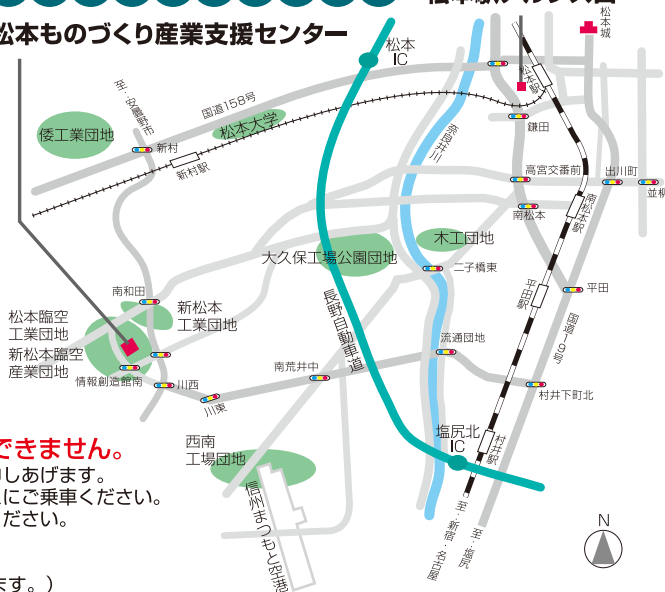 松本ものづくり産業支援センター
松本城
松本IC
松本駅
至：安曇野市
国道158号
倭工業団地
松本大学
新村
新村駅
奈良井川
鎌田
高宮交番前
出川町
並柳
南松本
南松本駅
木工団地
大久保工場公園団地
二子橋東
平田駅
平田
南和田
新松本
工業団地
松本臨空
工業団地
新松本臨空
産業団地
情報創造館南
川西
川東
長野自動車道
南荒井中
流通団地
国道19号
村井下町北
塩尻北
IC
村井駅
西南
工場団地
信州まつもと空港
至：新宿・名古屋
至：塩尻
N
できません。
しあげます。
にご乗車ください。
ください。
ます。）